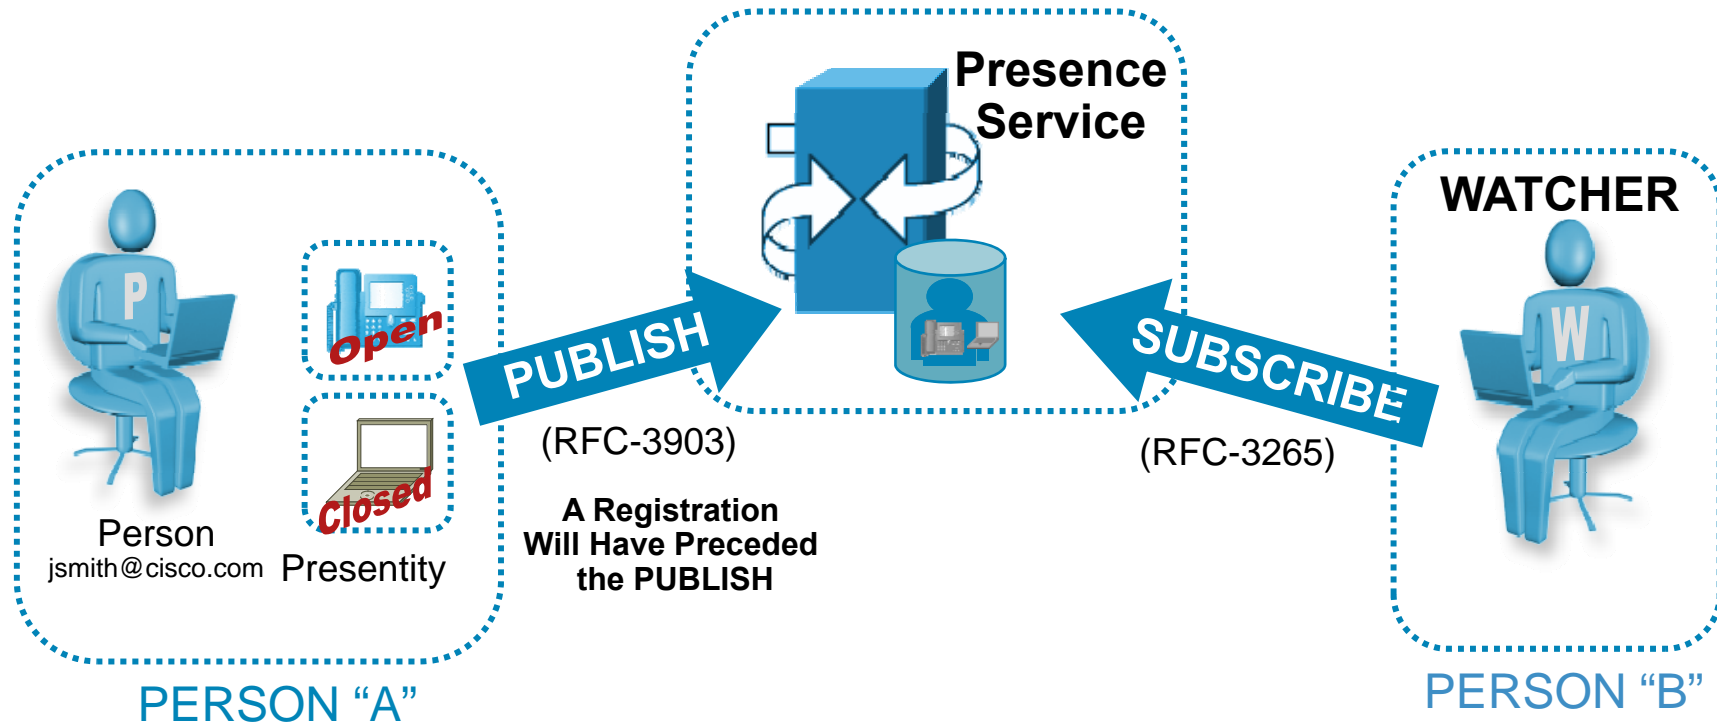 Presence
Service
WATCHER
P
Open
Closed
Person
jsmith@cisco.com
Presentity
PERSON “A”
PUBLISH
(RFC-3903)
A Registration
Will Have Preceded
the PUBLISH
SUBSCRIBE
(RFC-3265)
W
PERSON “B”